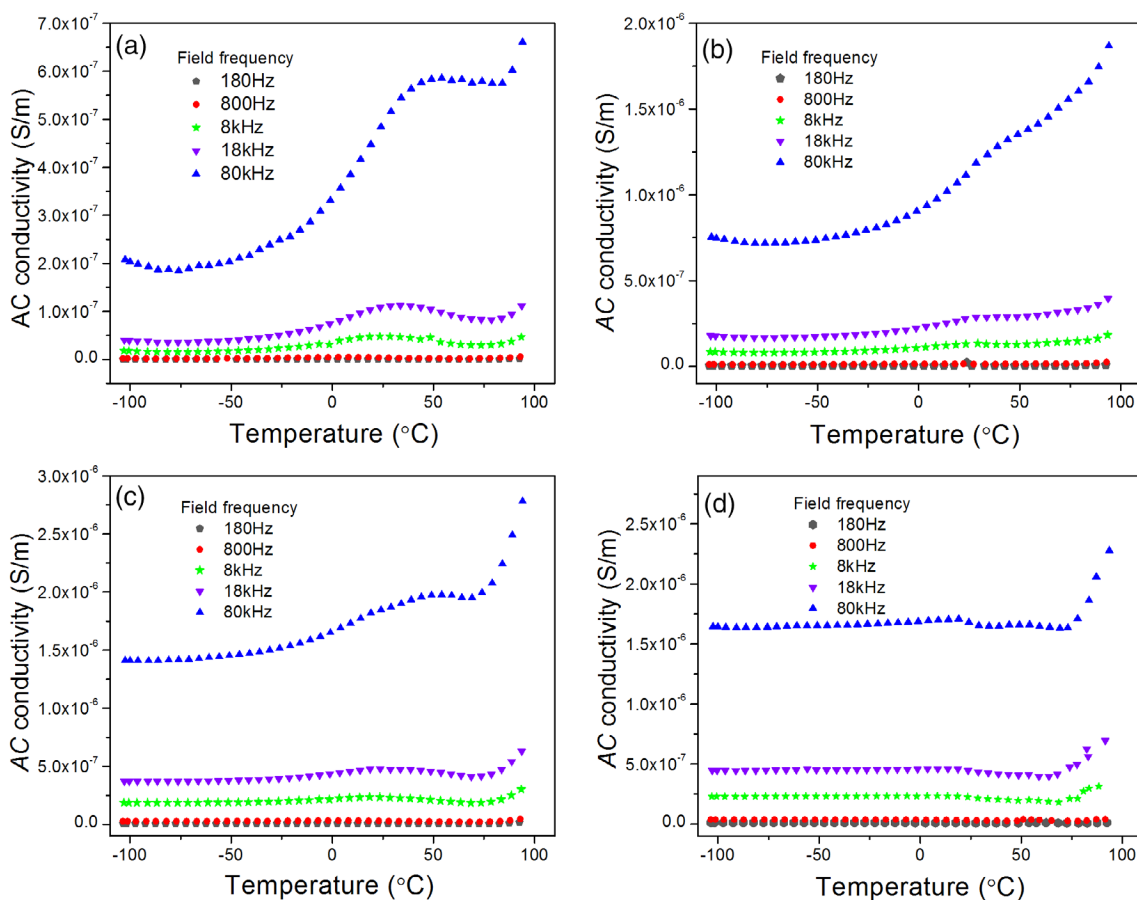 (a)
Field frequency
180Hz
800Hz
8kHz
18kHz
80kHz
7.0x10⁻⁷
6.0x10⁻⁷
5.0x10⁻⁷
4.0x10⁻⁷
3.0x10⁻⁷
2.0x10⁻⁷
1.0x10⁻⁷
0.0
AC conductivity (S/m)
-100 -50 0 50 100
Temperature (°C)
(b)
Field frequency
180Hz
800Hz
8kHz
18kHz
80kHz
2.0x10⁻⁶
1.5x10⁻⁶
1.0x10⁻⁶
5.0x10⁻⁷
0.0
AC conductivity (S/m)
-100 -50 0 50 100
Temperature (°C)
(c)
Field frequency
180Hz
800Hz
8kHz
18kHz
80kHz
3.0x10⁻⁶
2.5x10⁻⁶
2.0x10⁻⁶
1.5x10⁻⁶
1.0x10⁻⁶
5.0x10⁻⁷
0.0
AC conductivity (S/m)
-100 -50 0 50 100
Temperature (°C)
(d)
Field frequency
180Hz
800Hz
8kHz
18kHz
80kHz
2.5x10⁻⁶
2.0x10⁻⁶
1.5x10⁻⁶
1.0x10⁻⁶
5.0x10⁻⁷
0.0
AC conductivity (S/m)
-100 -50 0 50 100
Temperature (°C)